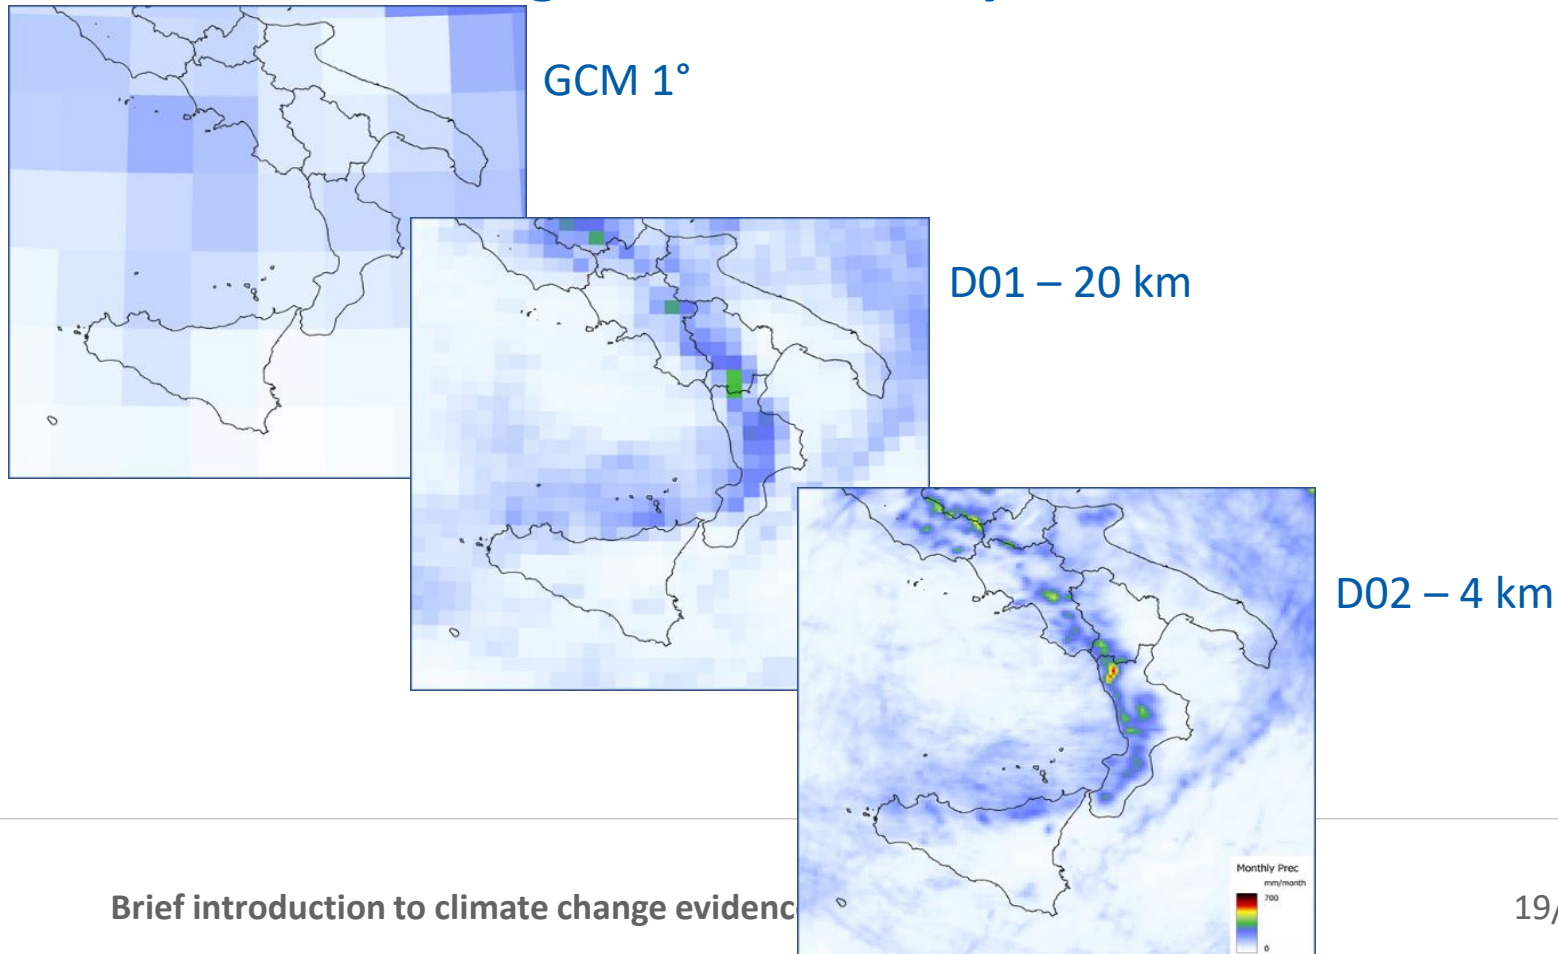 GCM 1°
D01 – 20 km
D02 – 4 km
Monthly Prec
mm/month
700
0
Brief introduction to climate change evidenc
19/